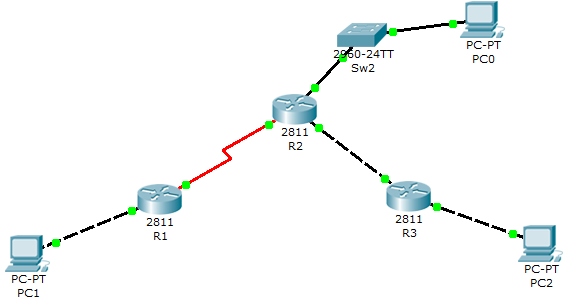 PC-PT
PC0
2960-24TT
Sw2
2811
R2
2811
R1
2811
R3
PC-PT
PC1
PC-PT
PC2